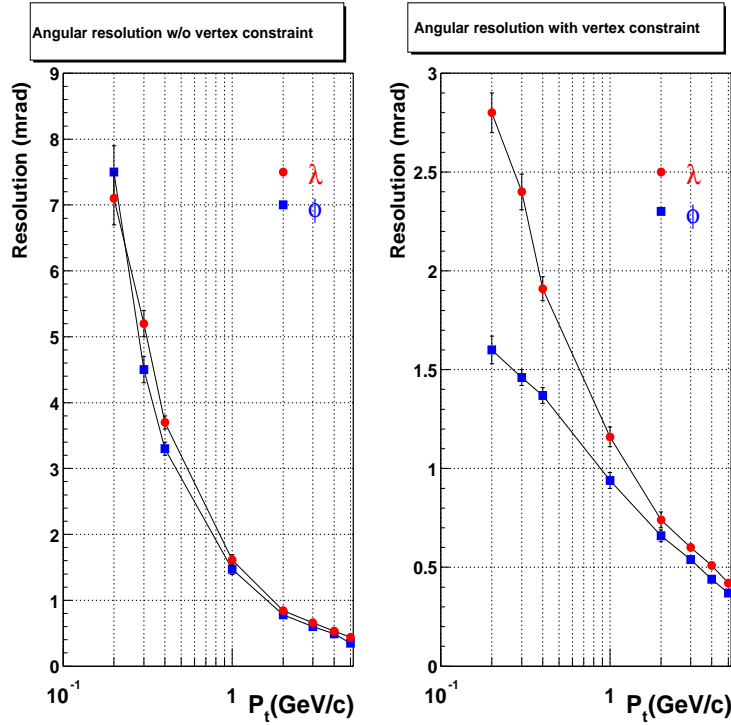 Angular resolution w/o vertex constraint
Resolution (mrad)
9
8
7
6
5
4
3
2
1
0
λ
ϕ
10⁻¹
1
P_t(GeV/c)
Angular resolution with vertex constraint
Resolution (mrad)
3
2.5
2
1.5
1
0.5
0
λ
ϕ
10⁻¹
1
P_t(GeV/c)